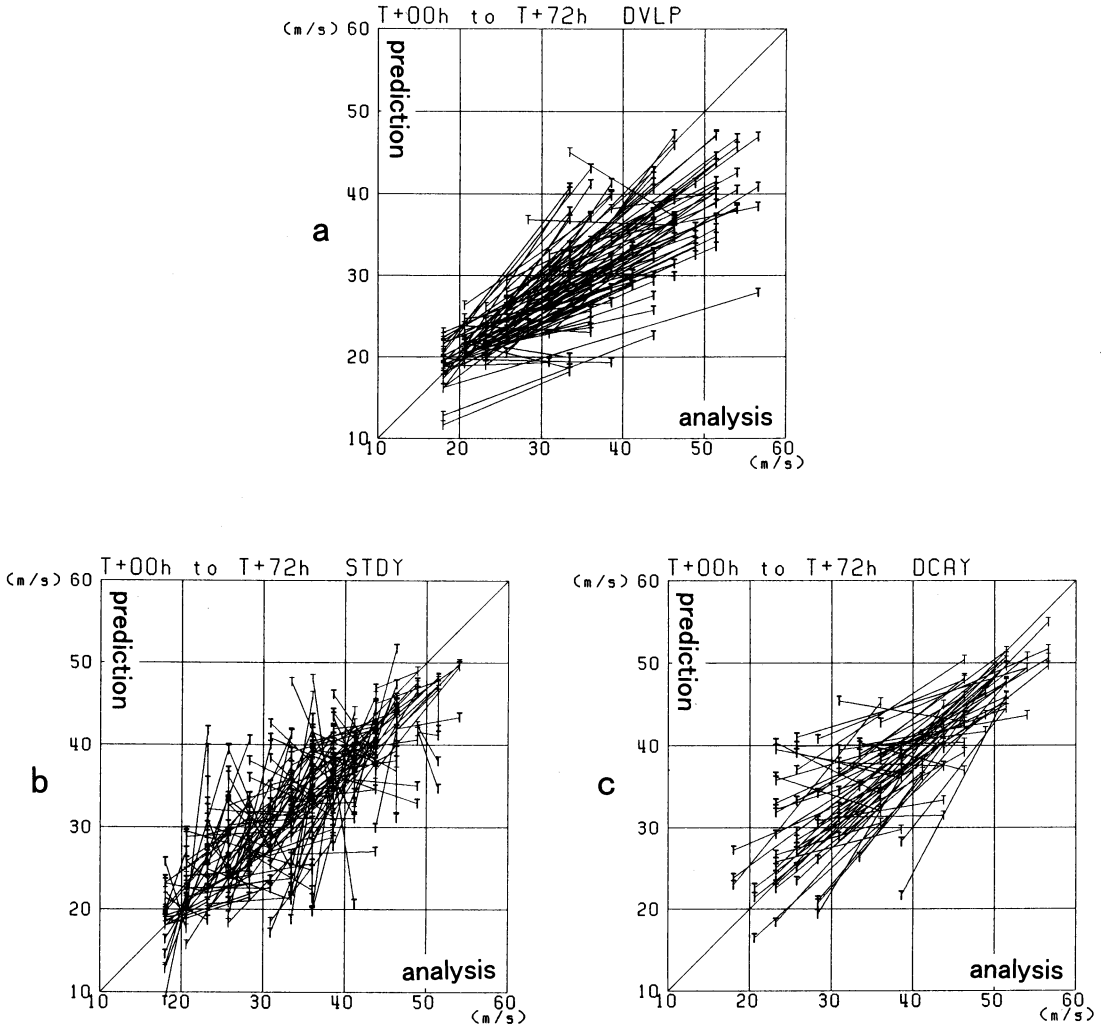 T+00h to T+72h DVLP
(m/s) 60
prediction
50
40
a
30
20
analysis
10
10 20 30 40 50 60
(m/s)
T+00h to T+72h STDY
(m/s) 60
prediction
50
40
b
30
20
analysis
10
10 20 30 40 50 60
(m/s)
T+00h to T+72h DCAY
(m/s) 60
prediction
50
40
c
30
20
analysis
10
10 20 30 40 50 60
(m/s)